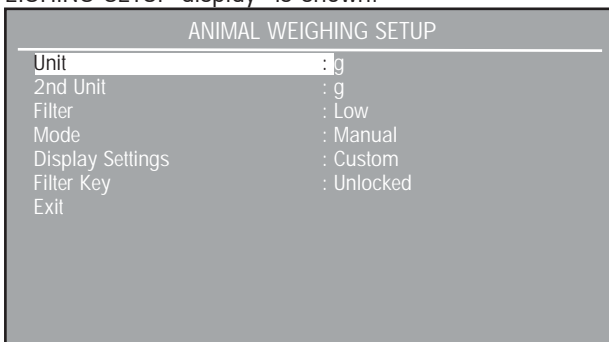 ANIMAL WEIGHING SETUP
Unit : g
2nd Unit : g
Filter : Low
Mode : Manual
Display Settings : Custom
Filter Key : Unlocked
Exit